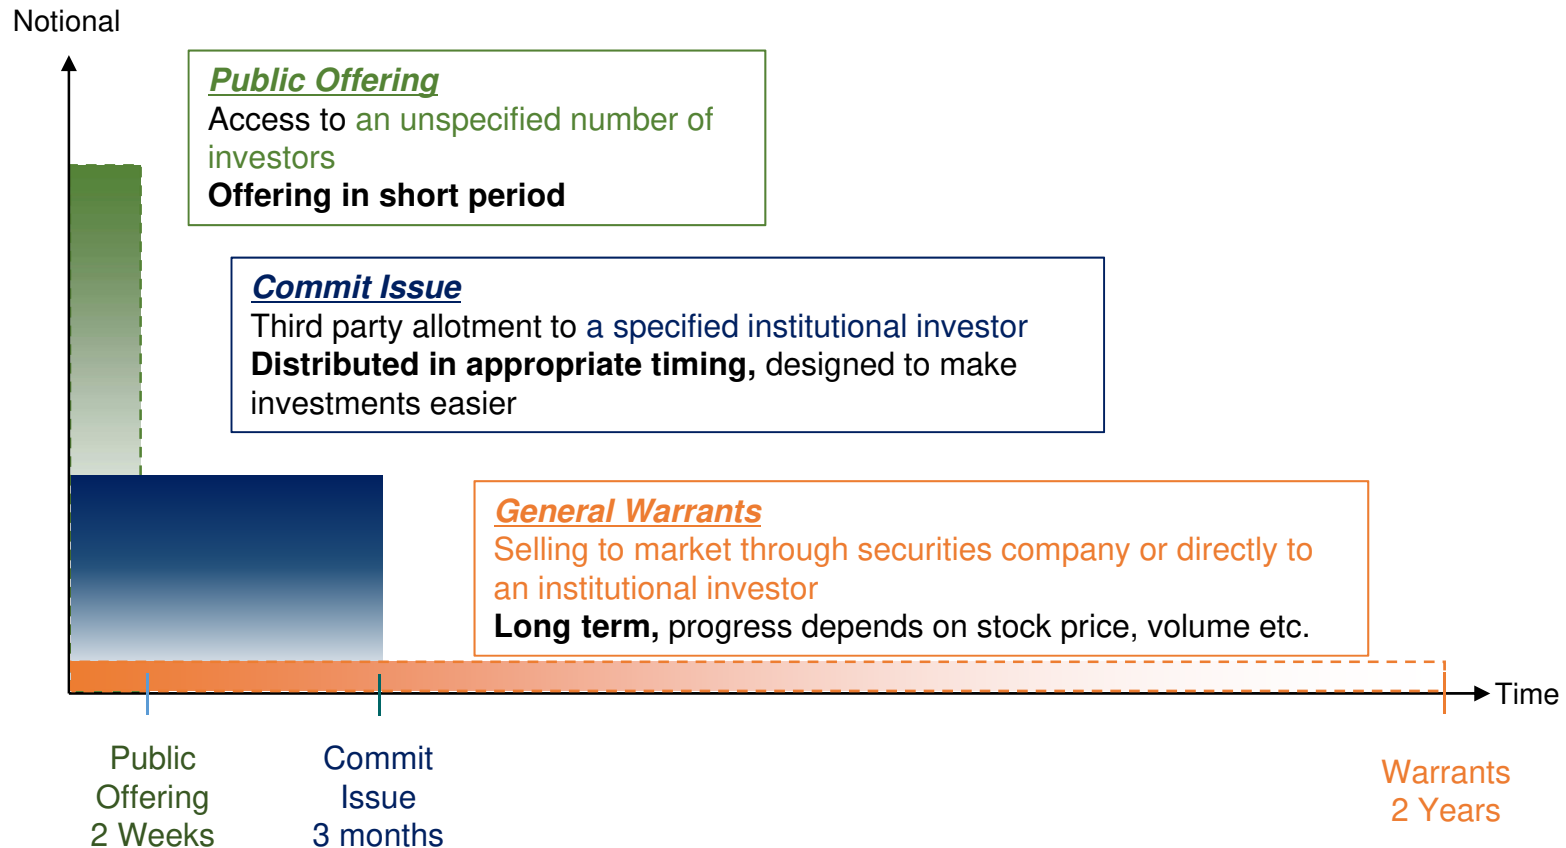 Notional
Public Offering
Access to an unspecified number of
investors
Offering in short period
Commit Issue
Third party allotment to a specified institutional investor
Distributed in appropriate timing, designed to make
investments easier
General Warrants
Selling to market through securities company or directly to
an institutional investor
Long term, progress depends on stock price, volume etc.
Time
Public
Offering
2 Weeks
Commit
Issue
3 months
Warrants
2 Years